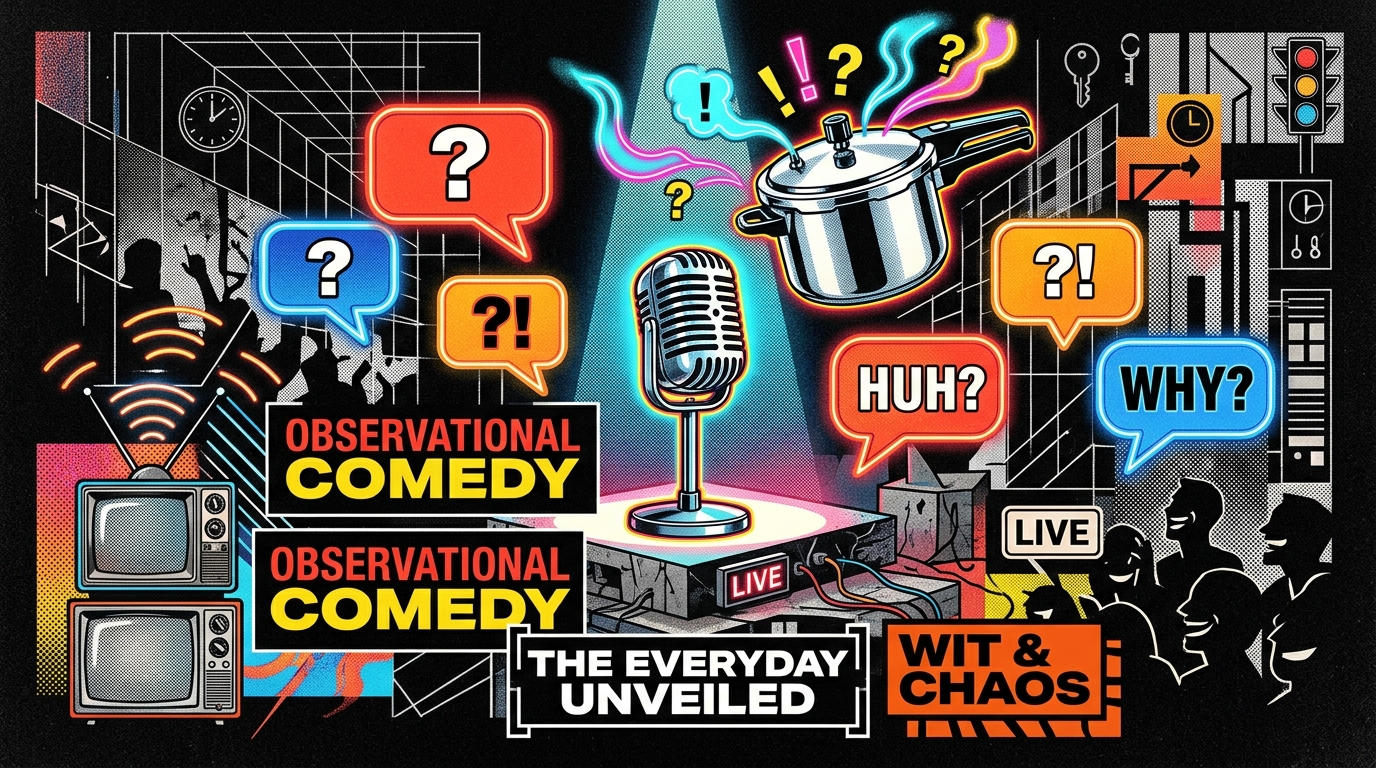 !
!
!
?
?
?
?
?
?!
?!
HUH?
WHY?
OBSERVATIONAL
COMEDY
OBSERVATIONAL
COMEDY
LIVE
LIVE
THE EVERYDAY
UNVEILED
WIT &
CHAOS